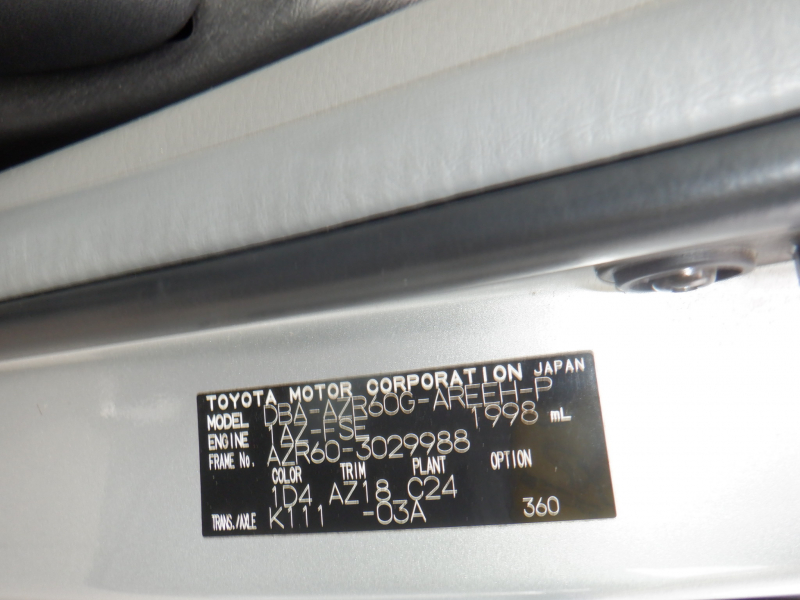 TOYOTA MOTOR CORPORATION JAPAN
MODEL DBA-AZR60G-AREEH-P
ENGINE 1AZ-FSE 1998 mL
FRAME No. AZR60-3029988
COLOR TRIM PLANT OPTION
1D4 AZ18 C24
TRANS./AXLE K111 -03A 360